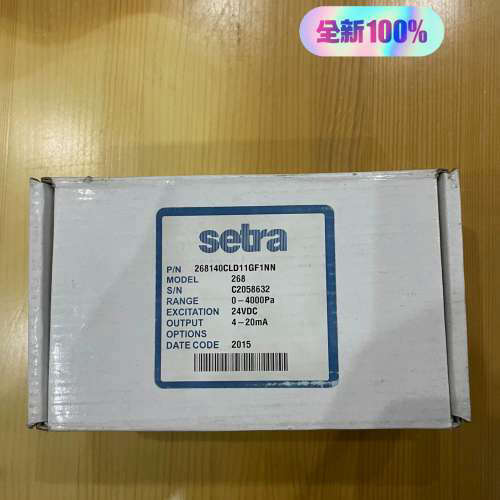 全新100%
setra
P/N 268140CLD11GF1NN
MODEL 268
S/N C2058632
RANGE 0-4000Pa
EXCITATION 24VDC
OUTPUT 4-20mA
OPTIONS
DATE CODE 2015